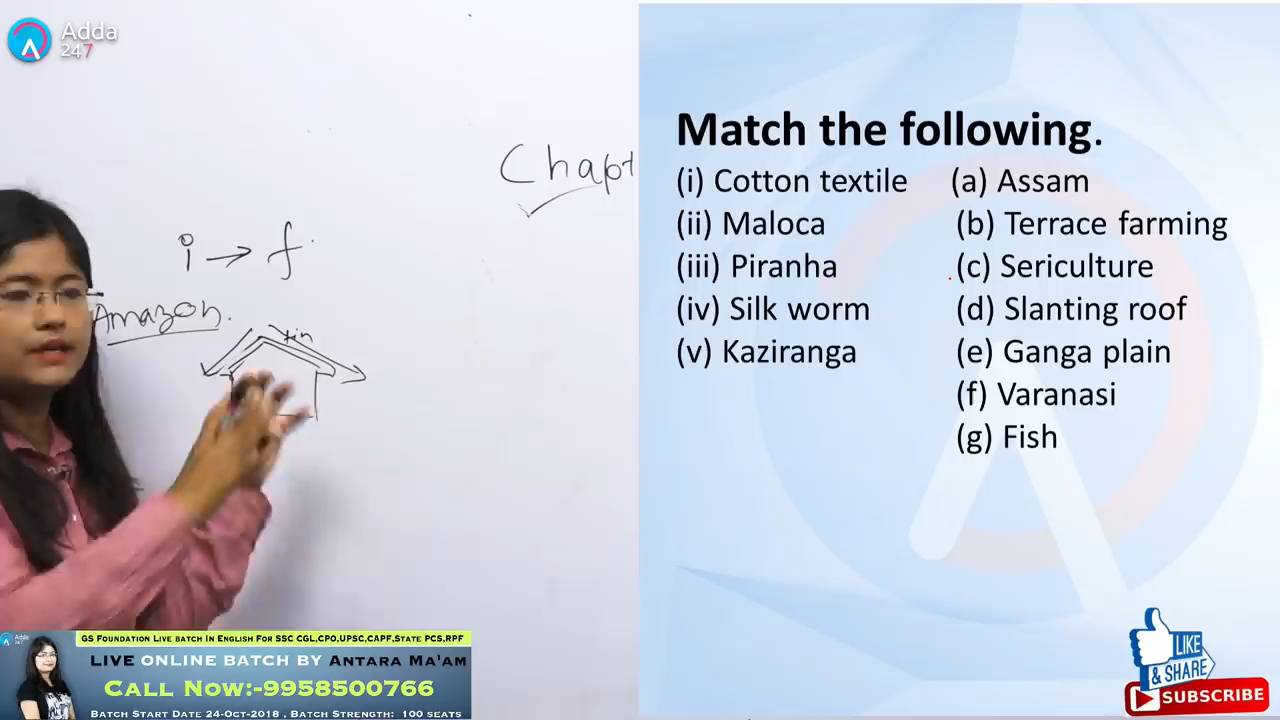 Adda
247
Chapt
i → f
Amazon.
tin
Match the following.
(i) Cotton textile (a) Assam
(ii) Maloca (b) Terrace farming
(iii) Piranha (c) Sericulture
(iv) Silk worm (d) Slanting roof
(v) Kaziranga (e) Ganga plain
(f) Varanasi
(g) Fish
Adda
247
GS Foundation Live batch In English For SSC CGL,CPO,UPSC,CAPF,State PCS,RPF
LIVE ONLINE BATCH BY ANTARA MA'AM
CALL NOW:-9958500766
BATCH START DATE 24-OCT-2018 , BATCH STRENGTH: 100 SEATS
LIKE
& SHARE
SUBSCRIBE